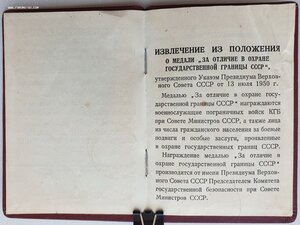 ИЗВЛЕЧЕНИЕ ИЗ ПОЛОЖЕНИЯ
О МЕДАЛИ „ЗА ОТЛИЧИЕ В ОХРАНЕ
ГОСУДАРСТВЕННОЙ ГРАНИЦЫ СССР",
утвержденного Указом Президиума Верхов-
ного Совета СССР от 13 июля 1950 г.
Медалью „За отличие в охране госу-
дарственной границы СССР" награждаются
военнослужащие пограничных войск КГБ
при Совете Министров СССР, а также лица
из числа гражданского населения за боевые
подвиги и особые заслуги, проявленные
в охране государственных границ СССР.
Награждение медалью „За отличие в
охране государственной границы СССР"
производится от имени Президиума Верхов-
ного Совета СССР Председателем Комитета
государственной безопасности при Совете
Министров СССР.